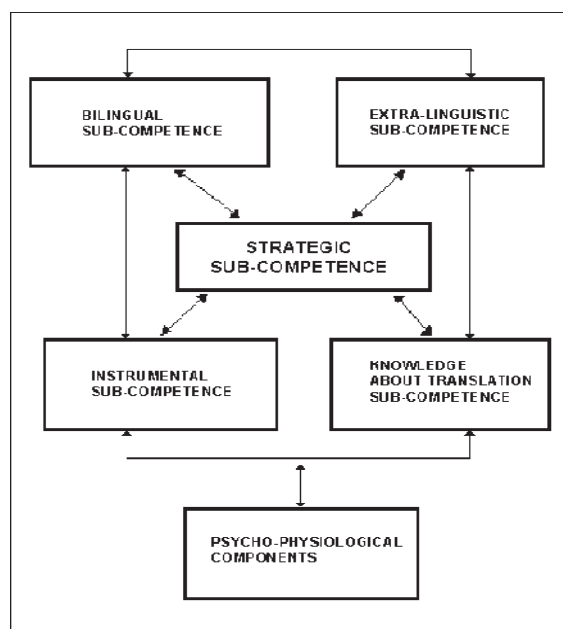 BILINGUAL
SUB-COMPETENCE
EXTRA-LINGUISTIC
SUB-COMPETENCE
STRATEGIC
SUB-COMPETENCE
INSTRUMENTAL
SUB-COMPETENCE
KNOWLEDGE
ABOUT TRANSLATION
SUB-COMPETENCE
PSYCHO-PHYSIOLOGICAL
COMPONENTS